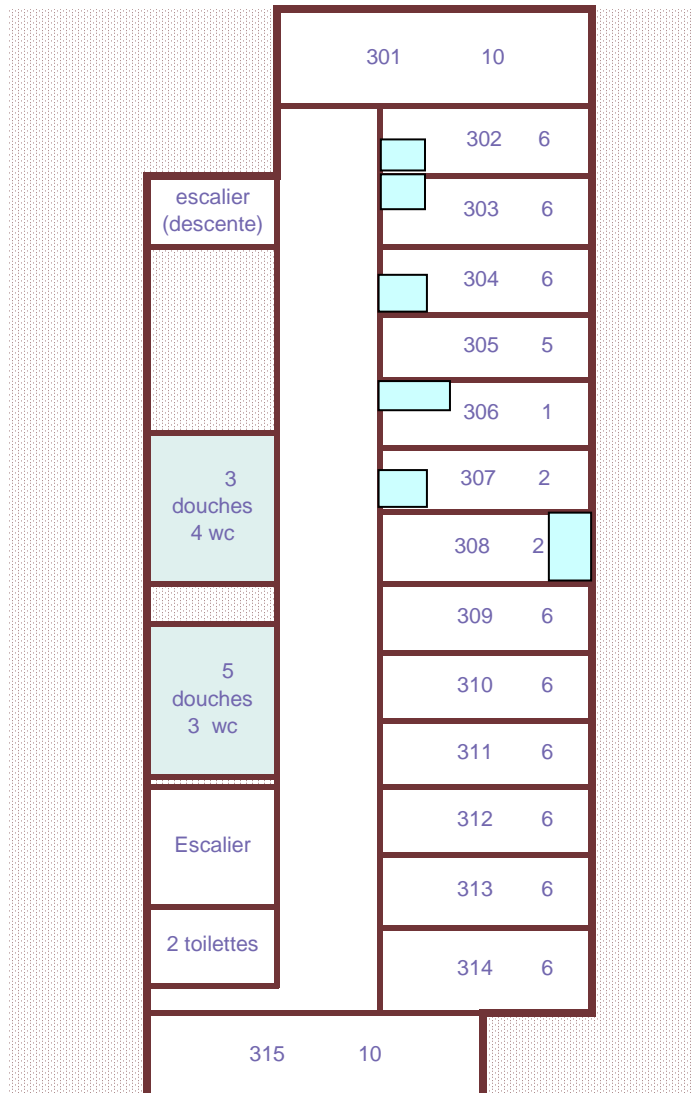 301 10
302 6
escalier
(descente)
303 6
304 6
305 5
306 1
3
douches
4 wc
307 2
308 2
309 6
5
douches
3 wc
310 6
311 6
312 6
Escalier
313 6
2 toilettes
314 6
315 10